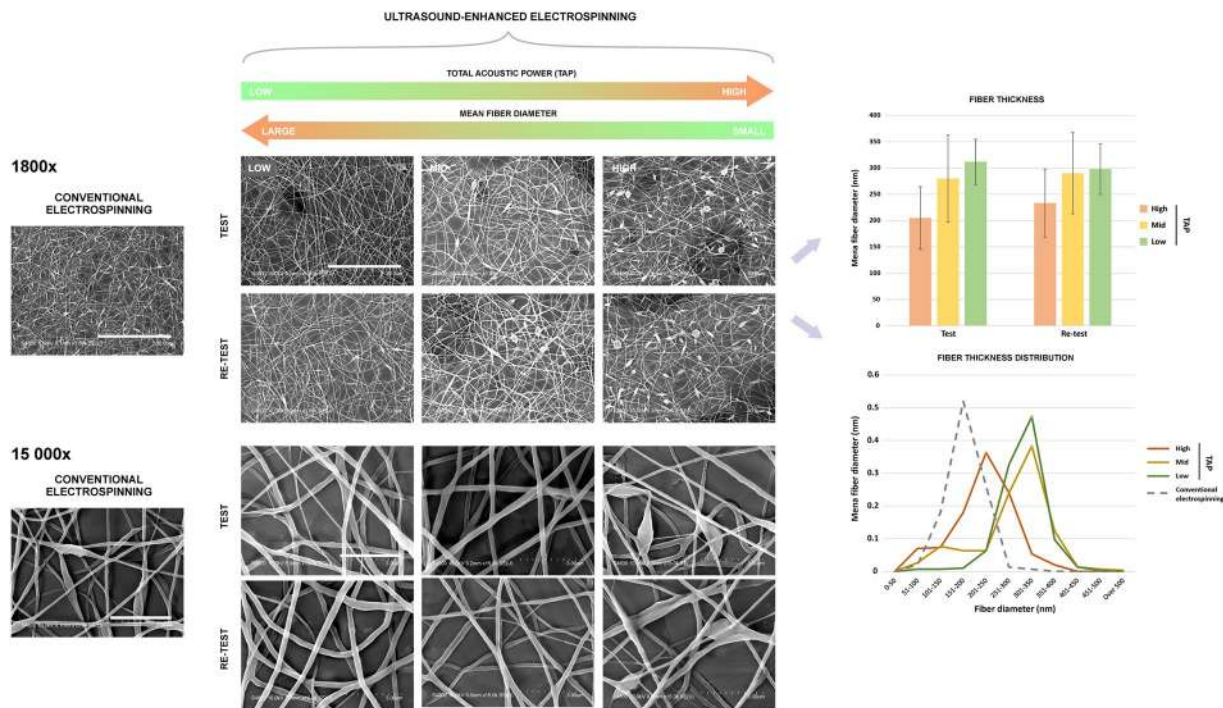 ULTRASOUND-ENHANCED ELECTROSPINNING
TOTAL ACOUSTIC POWER (TAP)
LOW
HIGH
MEAN FIBER DIAMETER
LARGE
SMALL
1800x
CONVENTIONAL
ELECTROSPINNING
LOW
MID
HIGH
TEST
RE-TEST
15 000x
CONVENTIONAL
ELECTROSPINNING
TEST
RE-TEST
FIBER THICKNESS
Mena fiber diameter (nm)
400
350
300
250
200
150
100
50
0
Test
Re-test
High
Mid
Low
TAP
FIBER THICKNESS DISTRIBUTION
Mena fiber diameter (nm)
0.6
0.5
0.4
0.3
0.2
0.1
0
0-50
51-100
101-150
151-200
201-250
251-300
301-350
351-400
401-450
451-500
Over 500
Fiber diameter (nm)
High
Mid
Low
TAP
Conventional
electrospinning